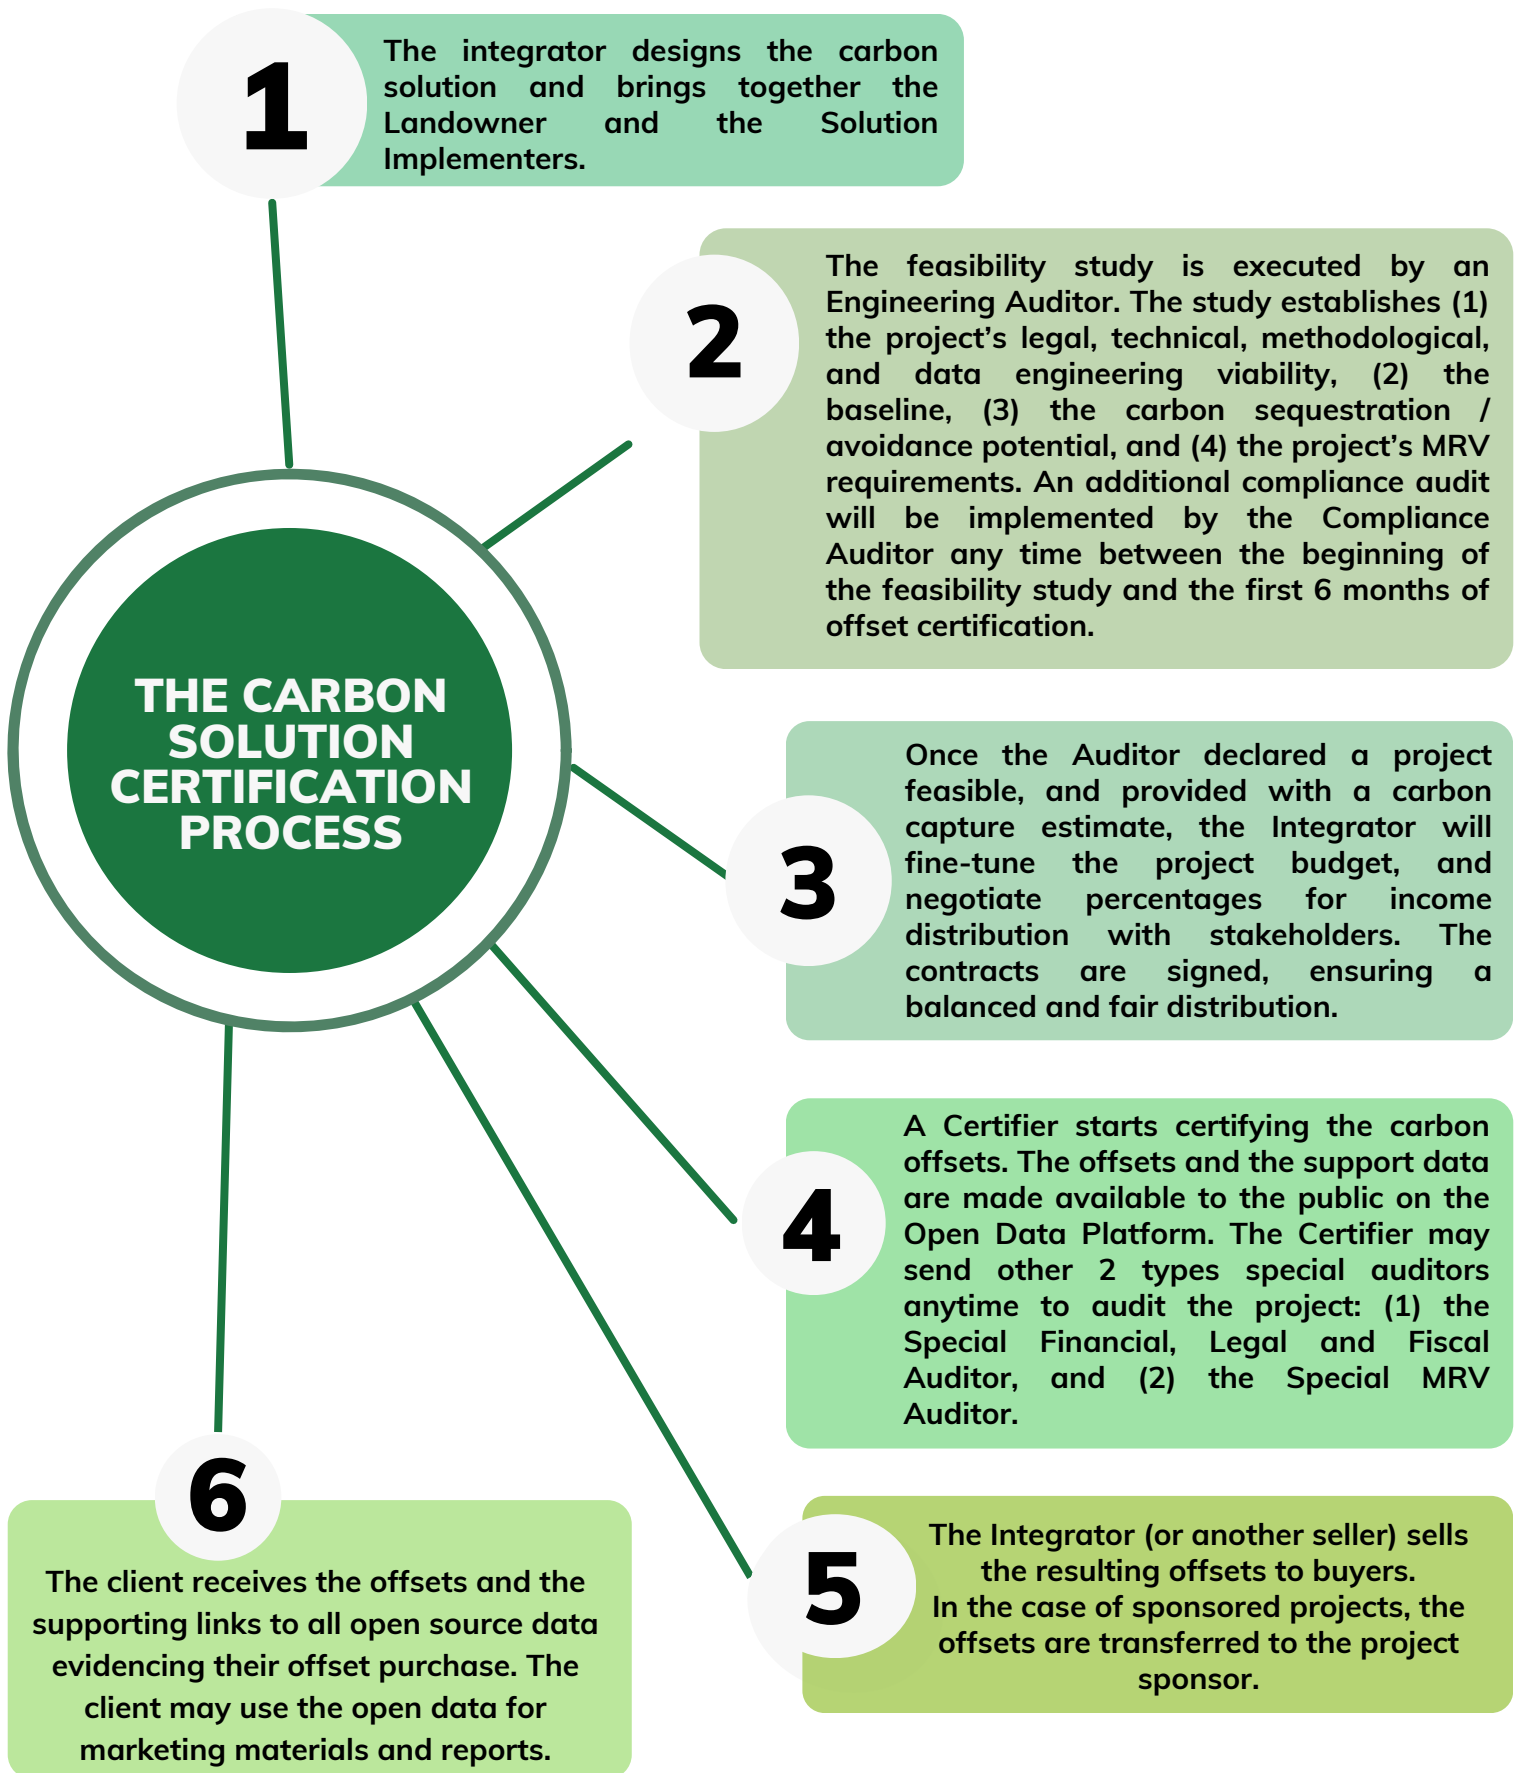 1
The integrator designs the carbon
solution and brings together the
Landowner and the Solution
Implementers.
2
The feasibility study is executed by an
Engineering Auditor. The study establishes (1)
the project’s legal, technical, methodological,
and data engineering viability, (2) the
baseline, (3) the carbon sequestration /
avoidance potential, and (4) the project’s MRV
requirements. An additional compliance audit
will be implemented by the Compliance
Auditor any time between the beginning of
the feasibility study and the first 6 months of
offset certification.
THE CARBON
SOLUTION
CERTIFICATION
PROCESS
3
Once the Auditor declared a project
feasible, and provided with a carbon
capture estimate, the Integrator will
fine-tune the project budget, and
negotiate percentages for income
distribution with stakeholders. The
contracts are signed, ensuring a
balanced and fair distribution.
4
A Certifier starts certifying the carbon
offsets. The offsets and the support data
are made available to the public on the
Open Data Platform. The Certifier may
send other 2 types special auditors
anytime to audit the project: (1) the
Special Financial, Legal and Fiscal
Auditor, and (2) the Special MRV
Auditor.
5
The Integrator (or another seller) sells
the resulting offsets to buyers.
In the case of sponsored projects, the
offsets are transferred to the project
sponsor.
6
The client receives the offsets and the
supporting links to all open source data
evidencing their offset purchase. The
client may use the open data for
marketing materials and reports.